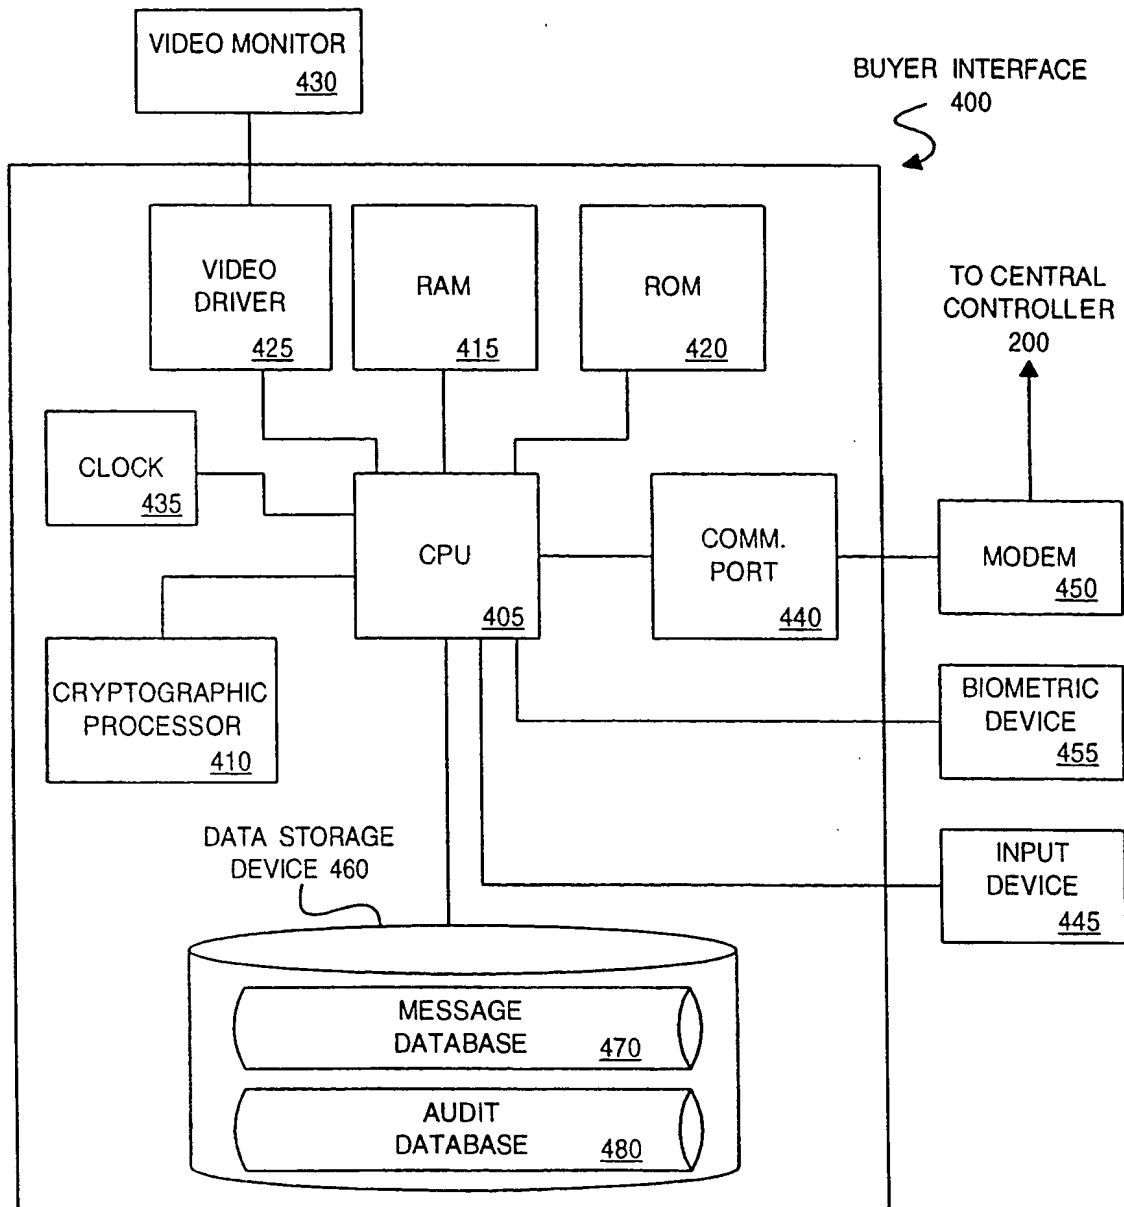 VIDEO MONITOR
430
BUYER INTERFACE
400
VIDEO
DRIVER
425
RAM
415
ROM
420
TO CENTRAL
CONTROLLER
200
CLOCK
435
CPU
405
COMM.
PORT
440
MODEM
450
CRYPTOGRAPHIC
PROCESSOR
410
BIOMETRIC
DEVICE
455
DATA STORAGE
DEVICE 460
INPUT
DEVICE
445
MESSAGE
DATABASE
470
AUDIT
DATABASE
480